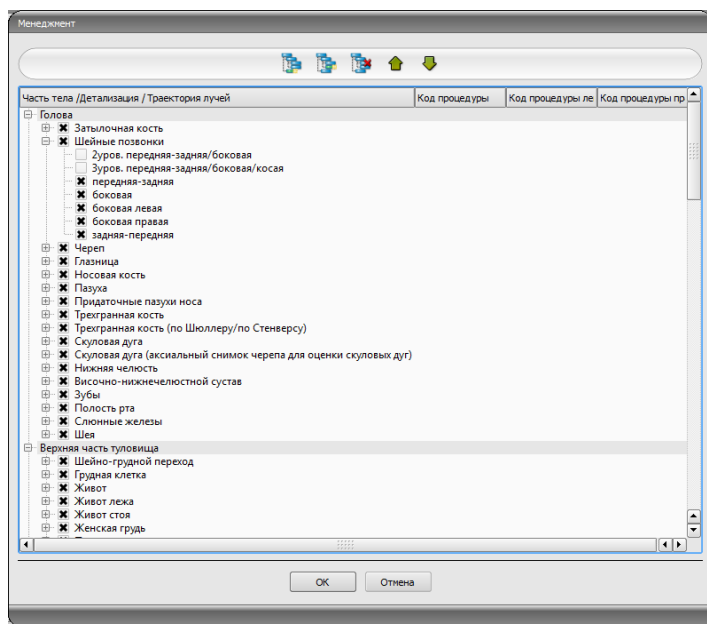 Менеджмент
Часть тела /Детализация / Траектория лучей Код процедуры Код процедуры ле Код процедуры пр
Голова
Затылочная кость
Шейные позвонки
2уров. передняя-задняя/боковая
3уров. передняя-задняя/боковая/косая
передняя-задняя
боковая
боковая левая
боковая правая
задняя-передняя
Череп
Глазница
Носовая кость
Пазуха
Придаточные пазухи носа
Трехгранная кость
Трехгранная кость (по Шюллеру/по Стенверсу)
Скуловая дуга
Скуловая дуга (аксиальный снимок черепа для оценки скуловых дуг)
Нижняя челюсть
Височно-нижнечелюстной сустав
Зубы
Полость рта
Слюнные железы
Шея
Верхняя часть туловища
Шейно-грудной переход
Грудная клетка
Живот
Живот лежа
Живот стоя
Женская грудь
OK Отмена